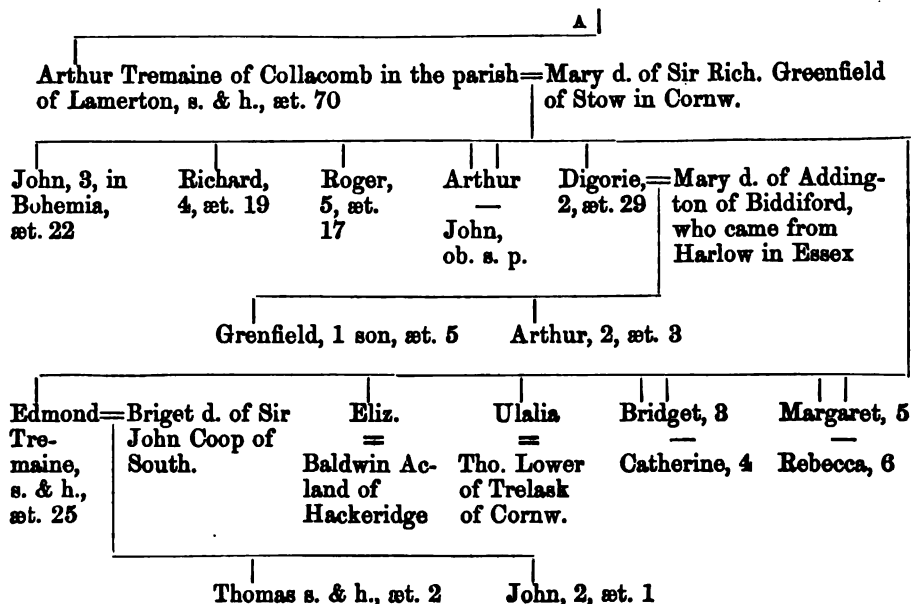 A
Arthur Tremaine of Collacomb in the parish=Mary d. of Sir Rich. Greenfield
of Lamerton, s. & h., æt. 70
of Stow in Cornw.
John, 3, in
Bohemia,
æt. 22
Richard,
4, æt. 19
Roger,
5, æt.
17
Arthur
—
John,
ob. s. p.
Digorie,=Mary d. of Adding-
2, æt. 29
ton of Biddiford,
who came from
Harlow in Essex
Grenfield, 1 son, æt. 5
Arthur, 2, æt. 3
Edmond=Briget d. of Sir
Tre-
maine,
s. & h.,
æt. 25
John Coop of
South.
Eliz.
=
Baldwin Ac-
land of
Hackeridge
Ulalia
=
Tho. Lower
of Trelask
of Cornw.
Bridget, 3
—
Catherine, 4
Margaret, 5
—
Rebecca, 6
Thomas s. & h., æt. 2
John, 2, æt. 1